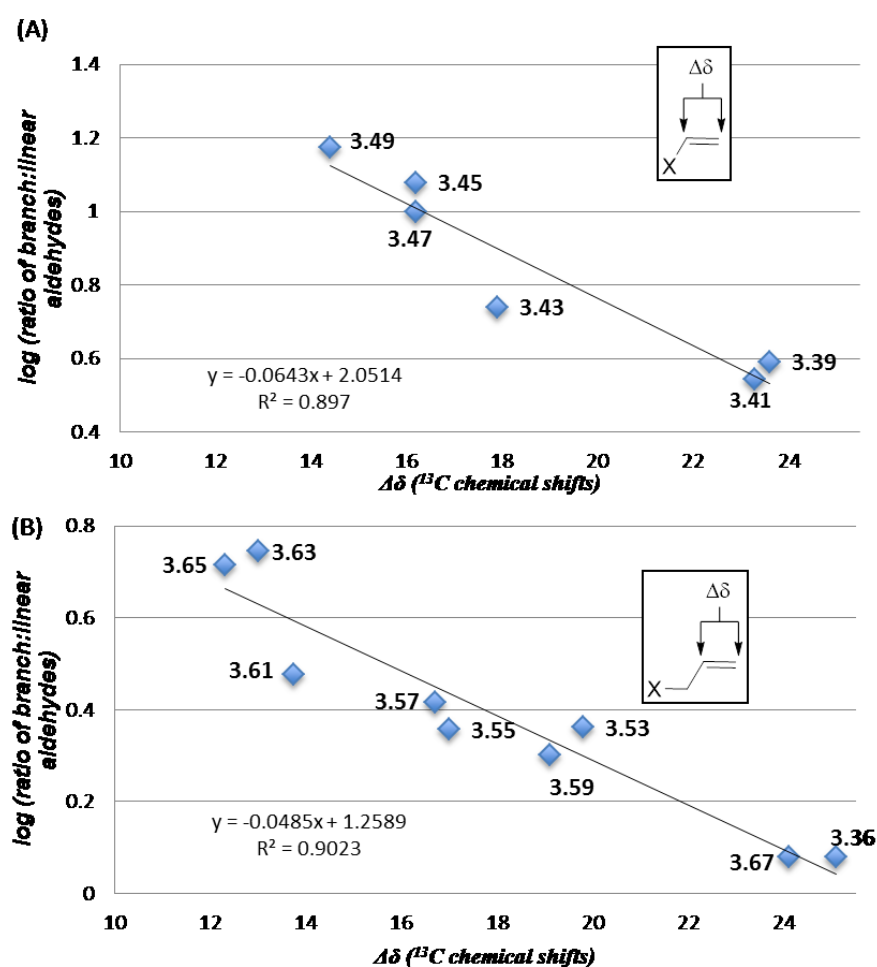 (A)
log (ratio of branch:linear
aldehydes)
1.4
1.2
1
0.8
0.6
0.4
Δδ
X
3.49
3.45
3.47
3.43
3.39
3.41
y = -0.0643x + 2.0514
R² = 0.897
10 12 14 16 18 20 22 24
Δδ (¹³C chemical shifts)
(B)
log (ratio of branch:linear
aldehydes)
0.8
0.6
0.4
0.2
0
Δδ
X
3.65
3.63
3.61
3.57
3.55
3.53
3.59
3.36
3.67
y = -0.0485x + 1.2589
R² = 0.9023
10 12 14 16 18 20 22 24
Δδ (¹³C chemical shifts)